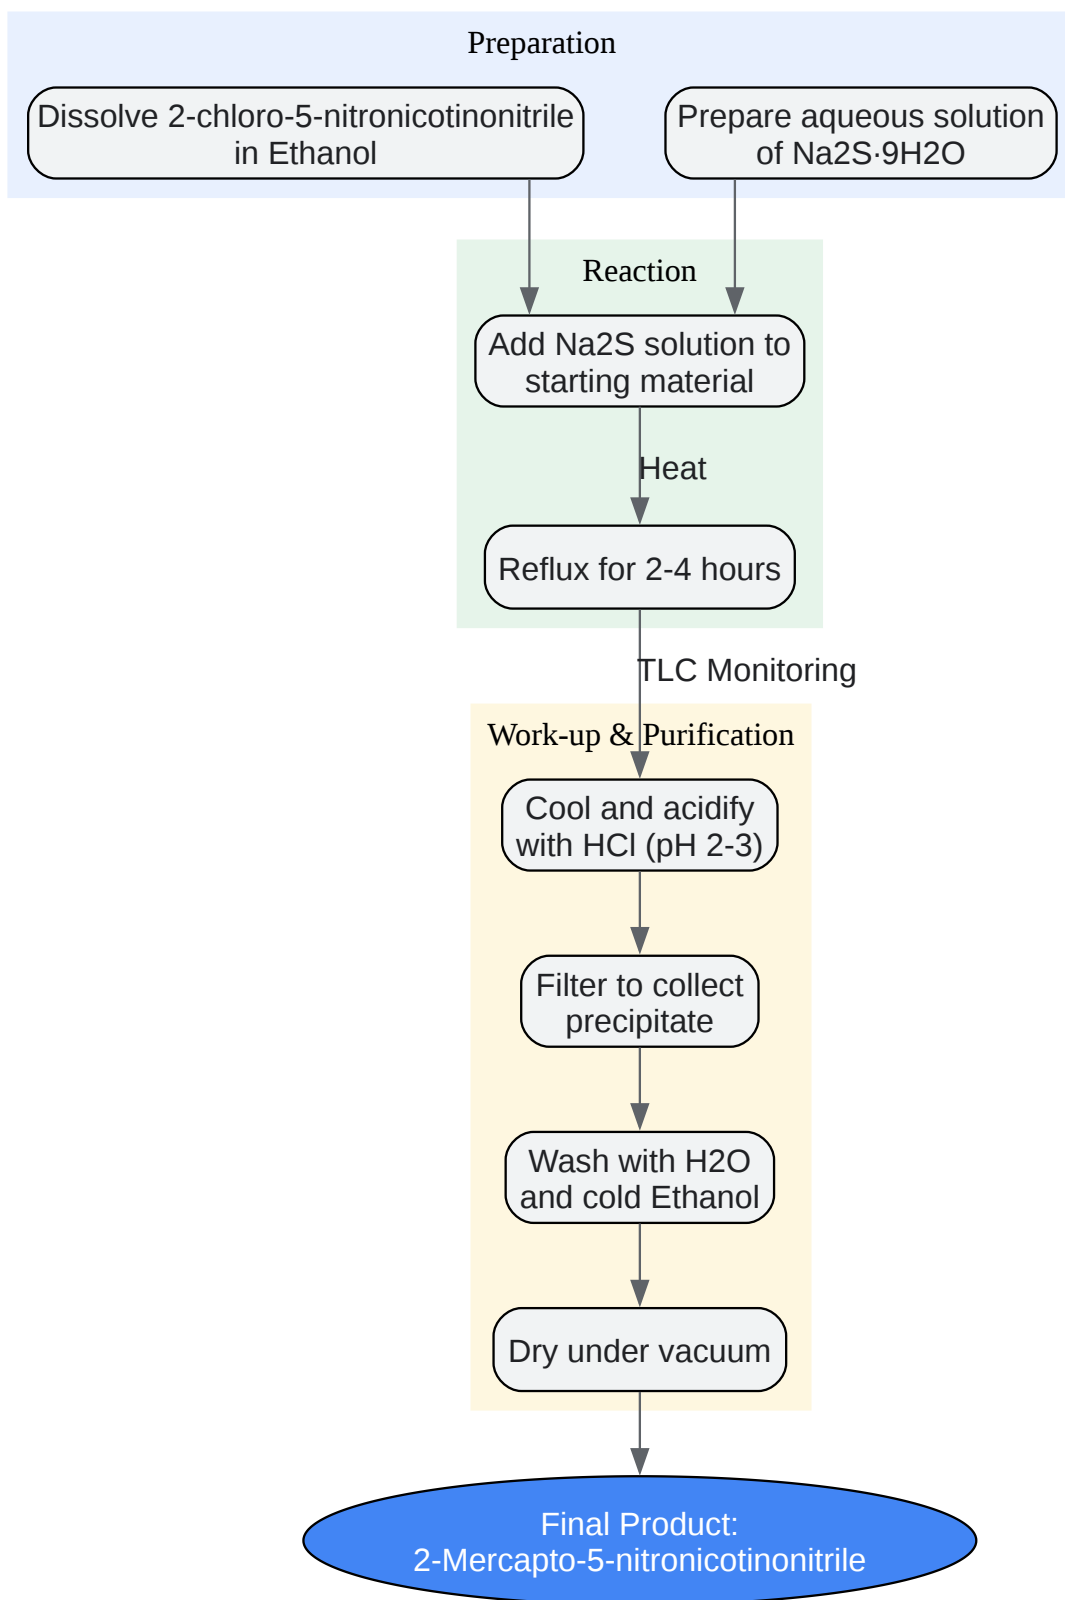 Preparation
Dissolve 2-chloro-5-nitronicotinonitrile
in Ethanol
Prepare aqueous solution
of Na2S·9H2O
Reaction
Add Na2S solution to
starting material
Heat
Reflux for 2-4 hours
TLC Monitoring
Work-up & Purification
Cool and acidify
with HCl (pH 2-3)
Filter to collect
precipitate
Wash with H2O
and cold Ethanol
Dry under vacuum
Final Product:
2-Mercapto-5-nitronicotinonitrile